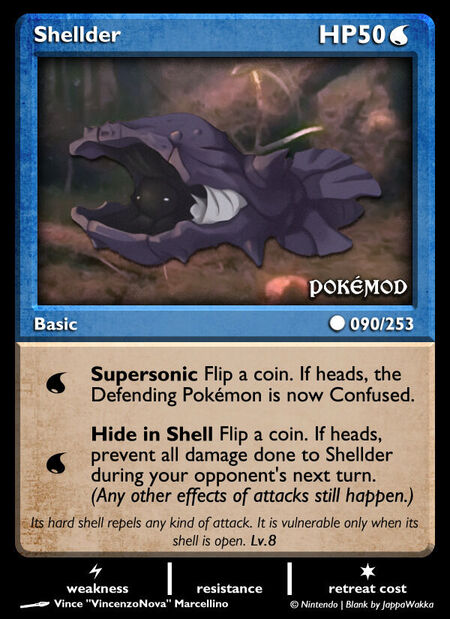 Shellder HP50
POKÉMOD
Basic 090/253
Supersonic Flip a coin. If heads, the
Defending Pokémon is now Confused.
Hide in Shell Flip a coin. If heads,
prevent all damage done to Shellder
during your opponent's next turn.
(Any other effects of attacks still happen.)
Its hard shell repels any kind of attack. It is vulnerable only when its
shell is open. Lv.8
weakness resistance retreat cost
Vince "VincenzoNova" Marcellino © Nintendo | Blank by JappaWakka